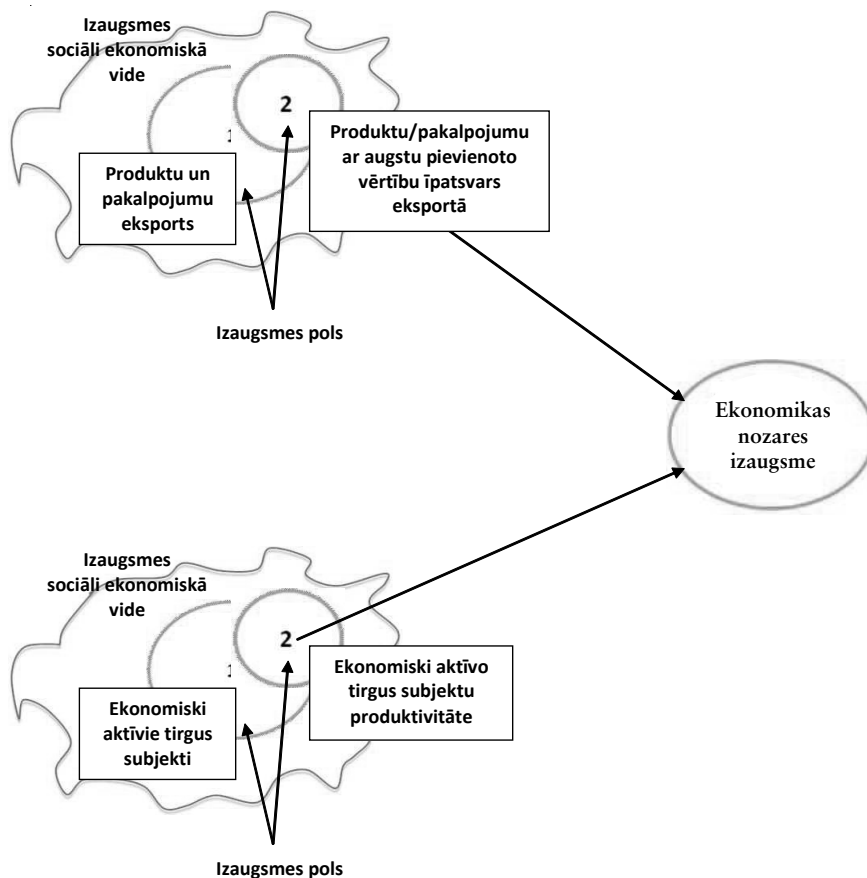 Izaugsmes
sociāli ekonomiskā
vide
2
1
Produktu un
pakalpojumu
eksports
Produktu/pakalpojumu
ar augstu pievienoto
vērtību īpatsvars
eksportā
Izaugsmes pols
Ekonomikas
nozares
izaugsme
Izaugsmes
sociāli ekonomiskā
vide
2
1
Ekonomiski
aktīvie tirgus
subjekti
Ekonomiski aktīvo
tirgus subjektu
produktivitāte
Izaugsmes pols